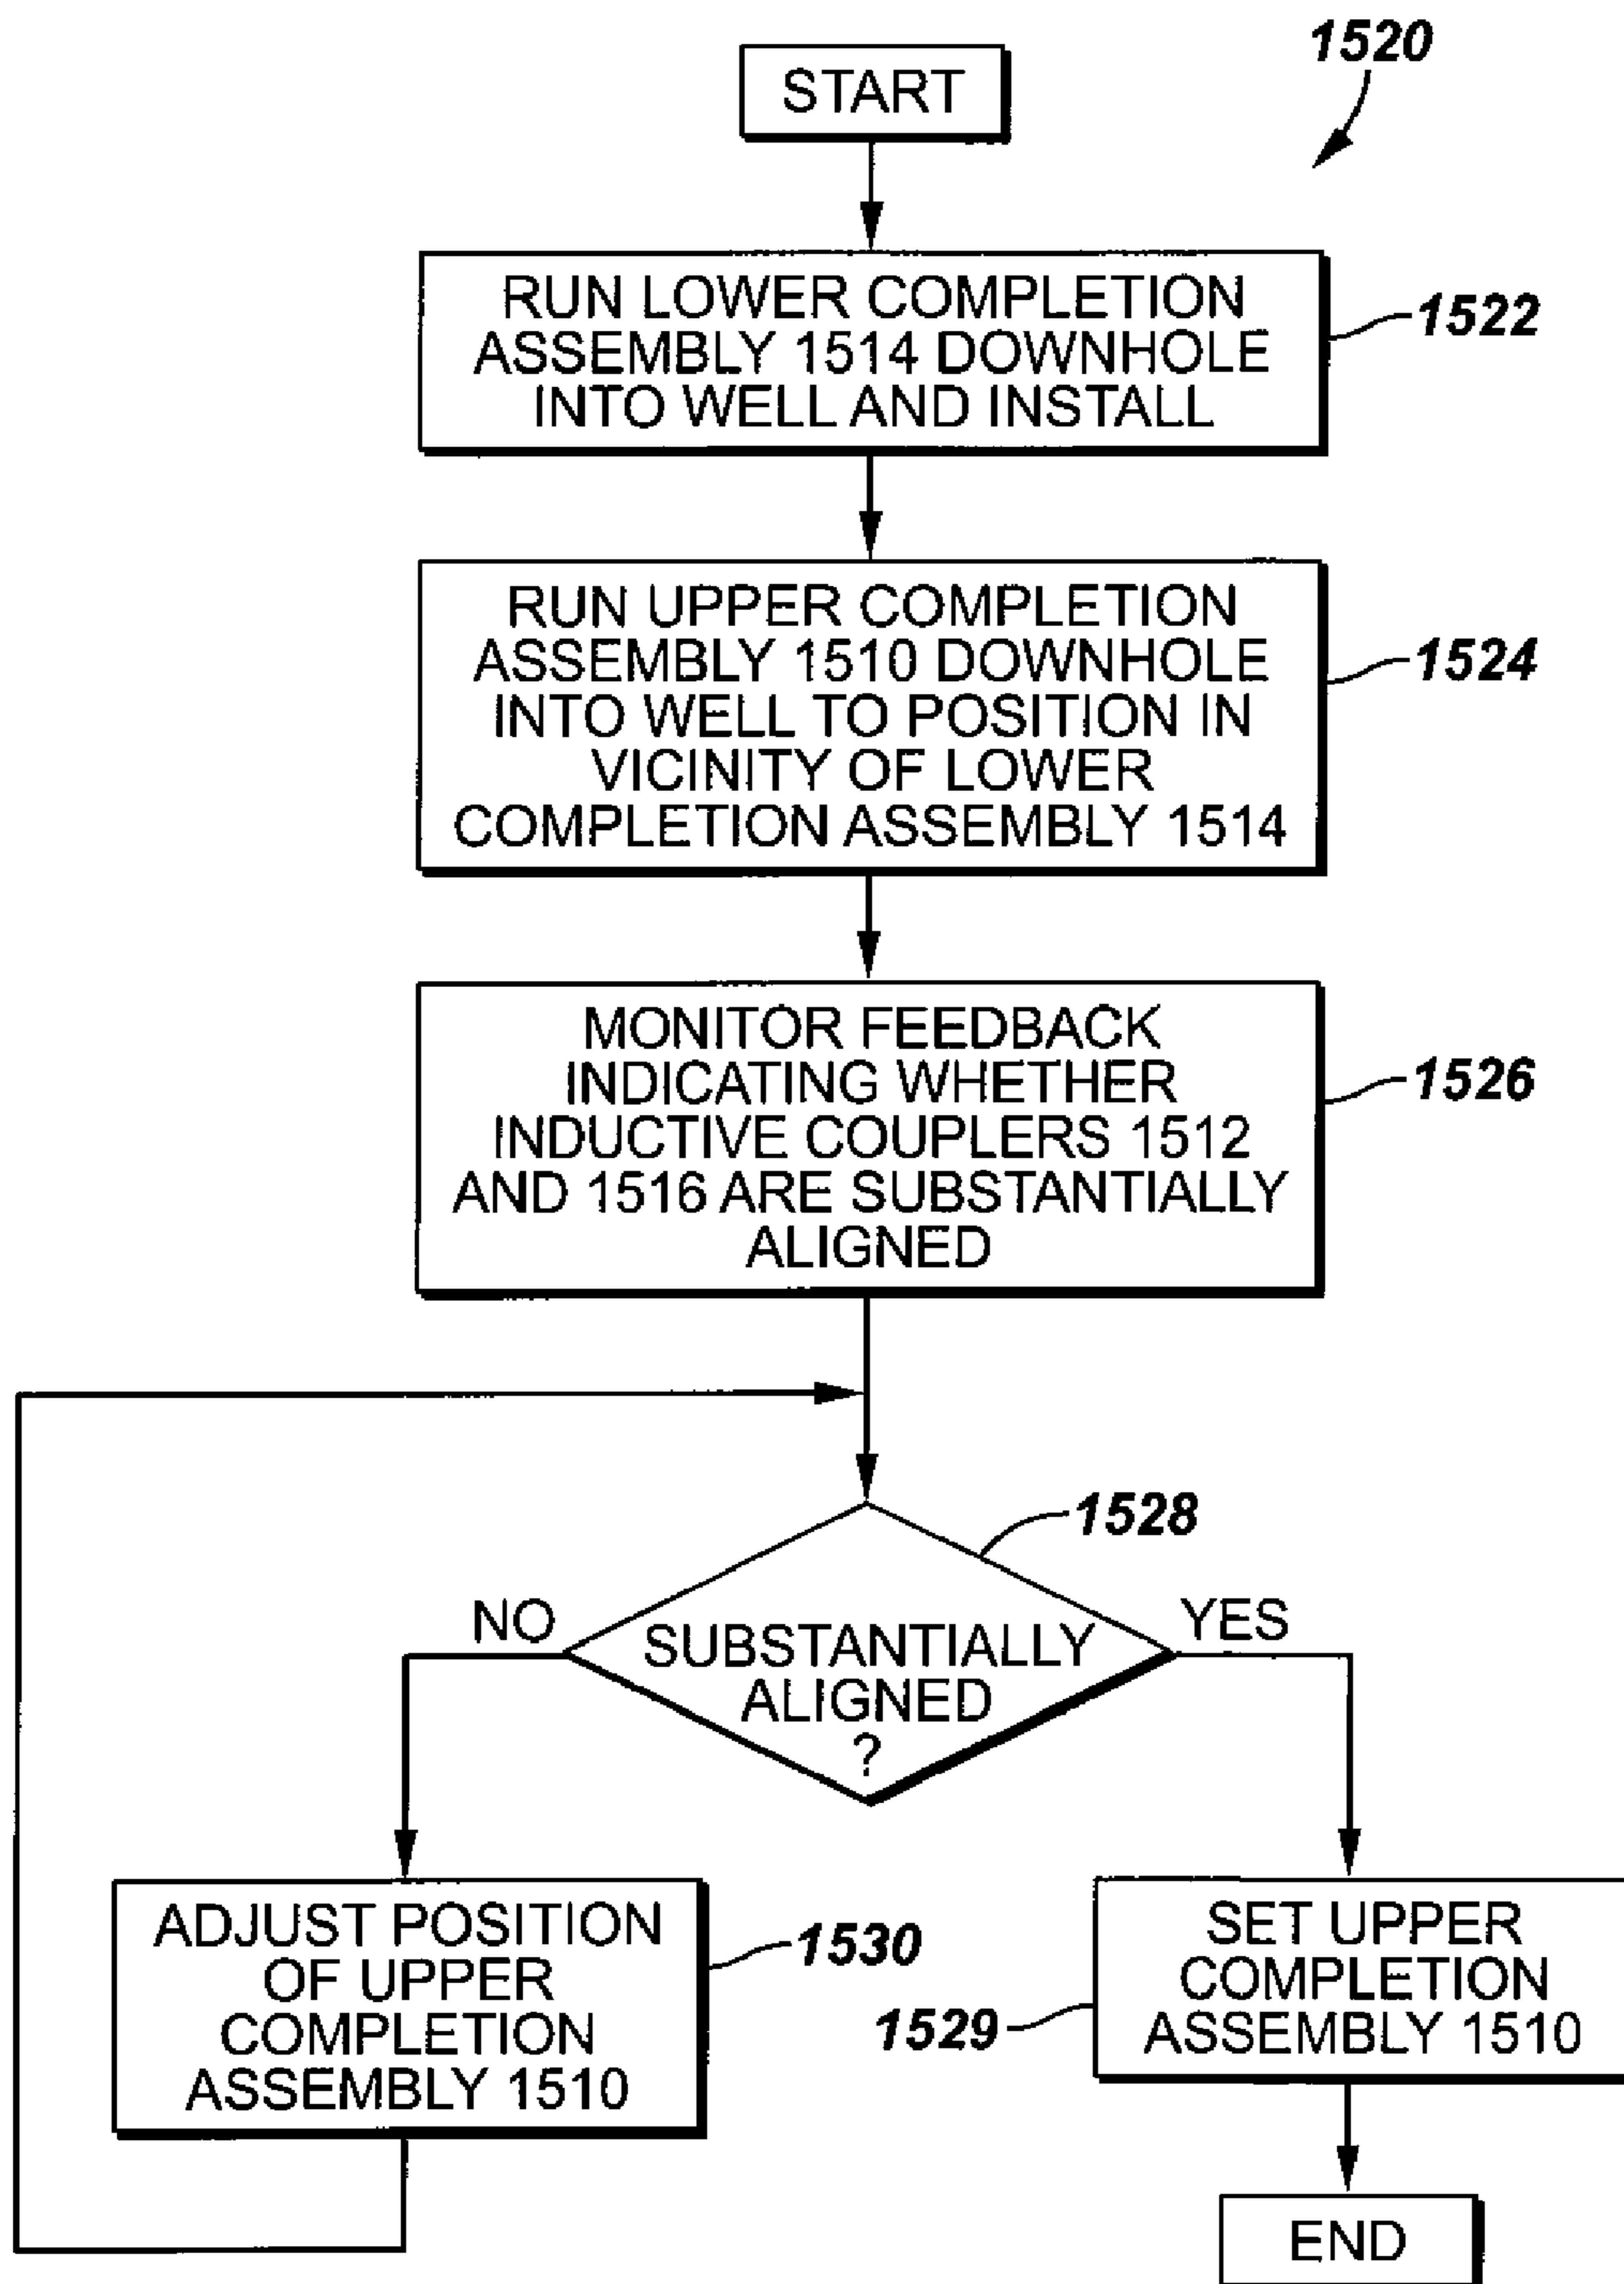 1520
START
RUN LOWER COMPLETION
ASSEMBLY 1514 DOWNHOLE
INTO WELL AND INSTALL
1522
RUN UPPER COMPLETION
ASSEMBLY 1510 DOWNHOLE
INTO WELL TO POSITION IN
VICINITY OF LOWER
COMPLETION ASSEMBLY 1514
1524
MONITOR FEEDBACK
INDICATING WHETHER
INDUCTIVE COUPLERS 1512
AND 1516 ARE SUBSTANTIALLY
ALIGNED
1526
1528
NO
SUBSTANTIALLY
ALIGNED
?
YES
ADJUST POSITION
OF UPPER
COMPLETION
ASSEMBLY 1510
1530
SET UPPER
COMPLETION
ASSEMBLY 1510
1529
END